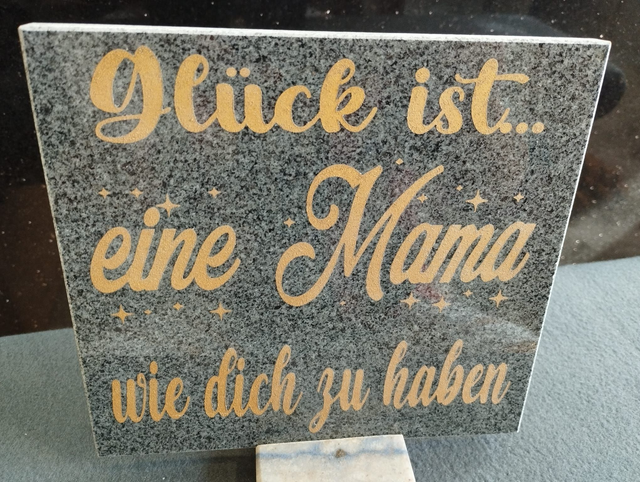 Glück ist...
eine Mama
wie dich zu haben